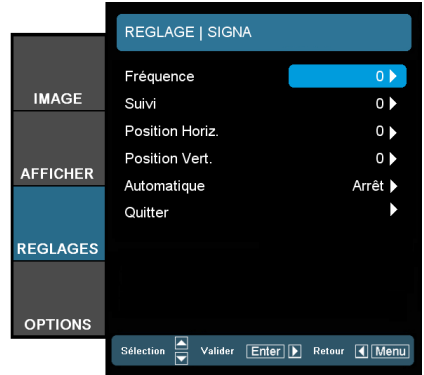 REGLAGE | SIGNA
IMAGE
AFFICHER
REGLAGES
OPTIONS
Fréquence 0
Suivi 0
Position Horiz. 0
Position Vert. 0
Automatique Arrêt
Quitter
Sélection Valider Enter Retour Menu